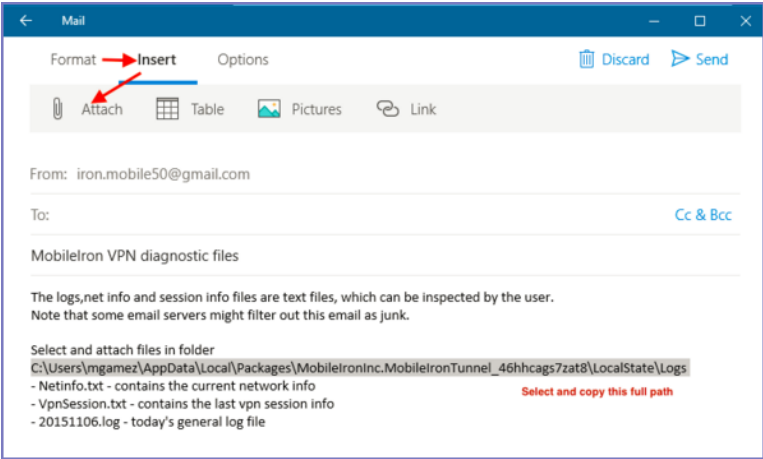 Mail
Format Insert Options Discard Send
Attach Table Pictures Link
From: iron.mobile50@gmail.com
To: Cc & Bcc
MobileIron VPN diagnostic files
The logs,net info and session info files are text files, which can be inspected by the user.
Note that some email servers might filter out this email as junk.
Select and attach files in folder
C:\Users\mgamez\AppData\Local\Packages\MobileIronInc.MobileIronTunnel_46hhcags7zat8\LocalState\Logs
- Netinfo.txt - contains the current network info
Select and copy this full path
- VpnSession.txt - contains the last vpn session info
- 20151106.log - today's general log file